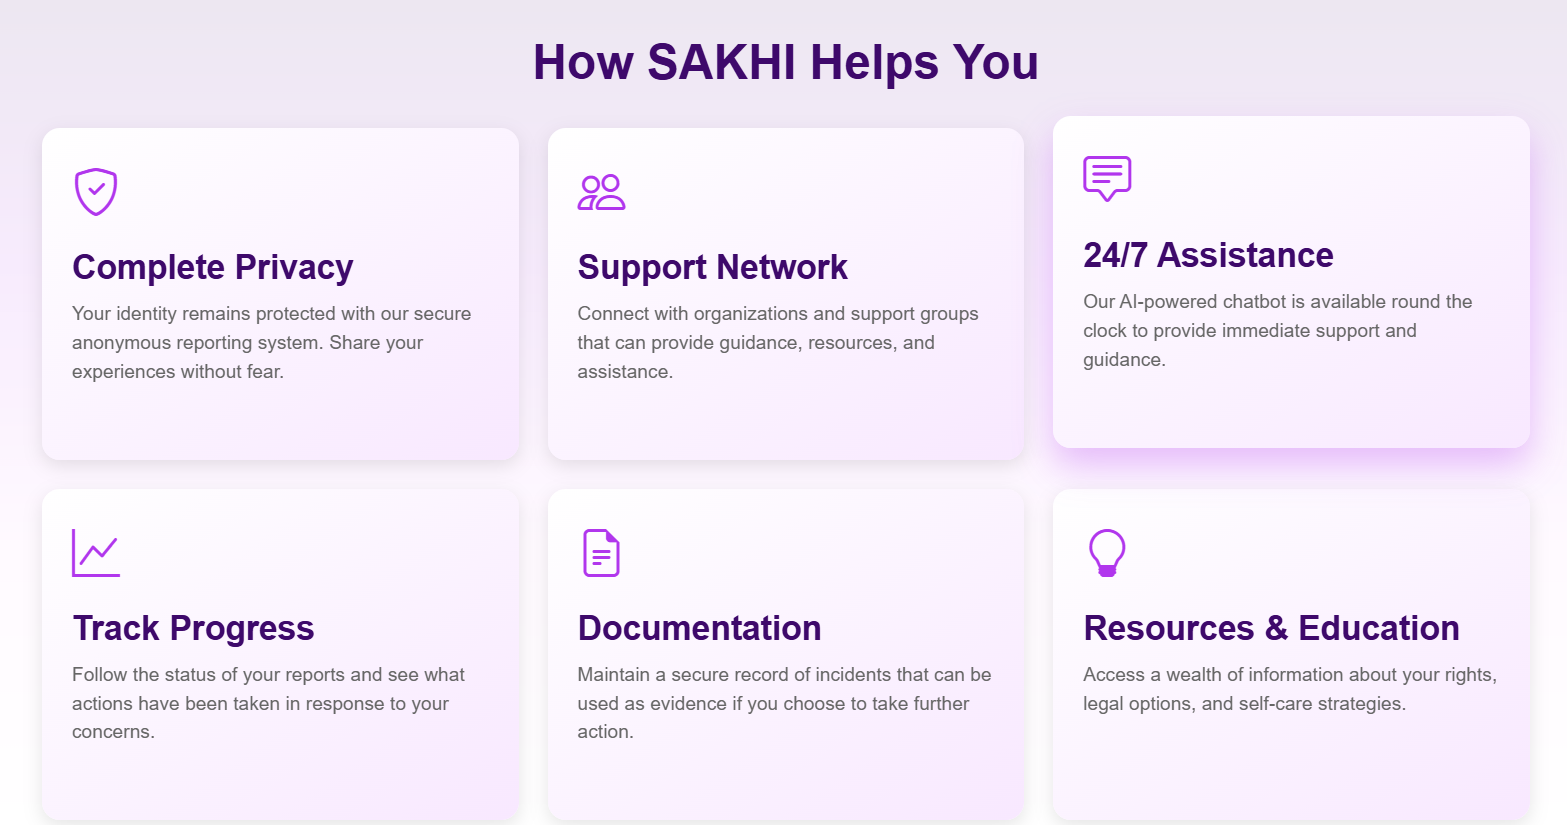 How SAKHI Helps You
Complete Privacy
Your identity remains protected with our secure
anonymous reporting system. Share your
experiences without fear.
Support Network
Connect with organizations and support groups
that can provide guidance, resources, and
assistance.
24/7 Assistance
Our AI-powered chatbot is available round the
clock to provide immediate support and
guidance.
Track Progress
Follow the status of your reports and see what
actions have been taken in response to your
concerns.
Documentation
Maintain a secure record of incidents that can be
used as evidence if you choose to take further
action.
Resources & Education
Access a wealth of information about your rights,
legal options, and self-care strategies.